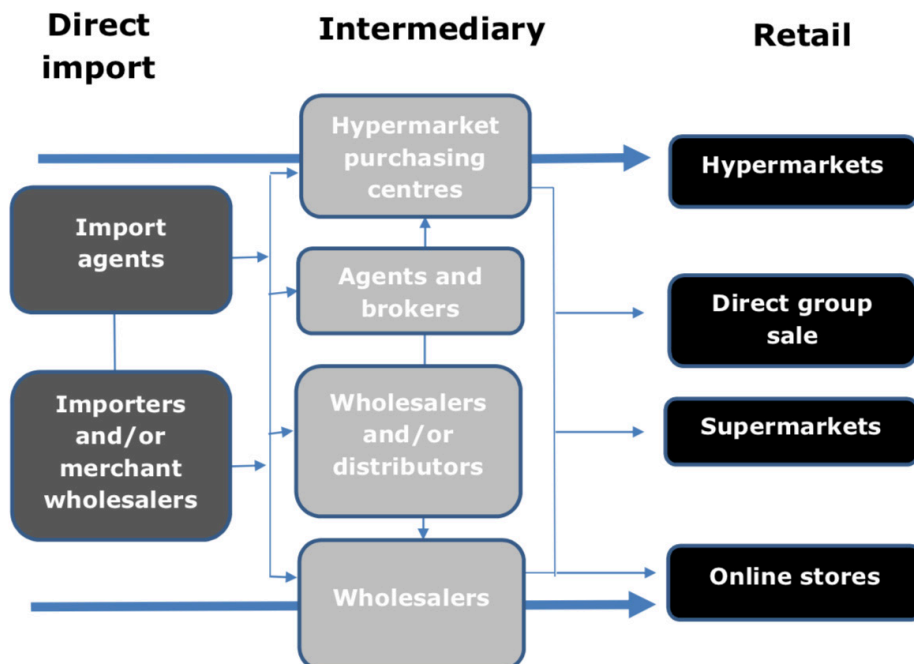 Direct
import
Intermediary
Retail
Hypermarket
purchasing
centres
Hypermarkets
Import
agents
Agents and
brokers
Direct group
sale
Importers
and/or
merchant
wholesalers
Wholesalers
and/or
distributors
Supermarkets
Wholesalers
Online stores